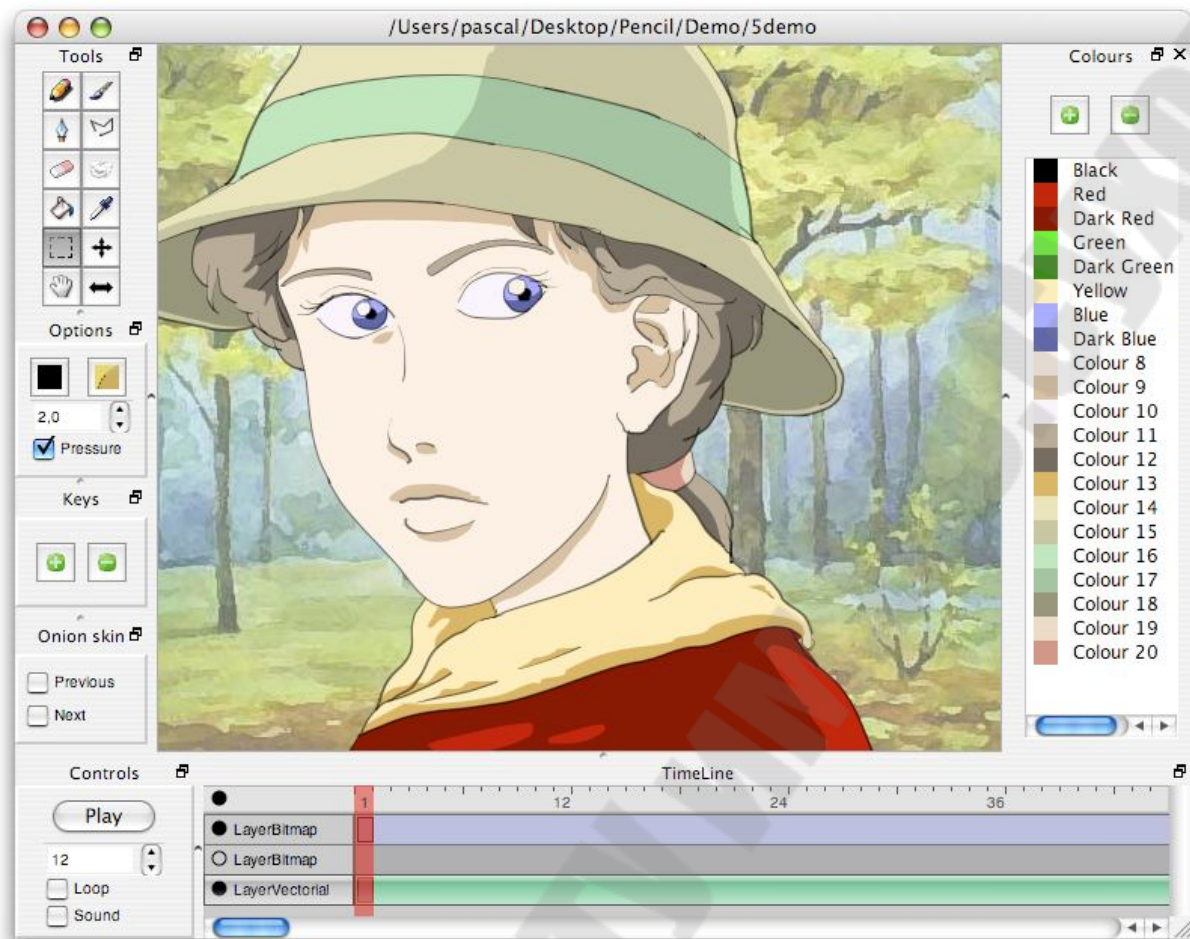 /Users/pascal/Desktop/Pencil/Demo/5demo
Tools
Options
2,0
Pressure
Keys
Onion skin
Previous
Next
Colours
Black
Red
Dark Red
Green
Dark Green
Yellow
Blue
Dark Blue
Colour 8
Colour 9
Colour 10
Colour 11
Colour 12
Colour 13
Colour 14
Colour 15
Colour 16
Colour 17
Colour 18
Colour 19
Colour 20
Controls
Play
12
Loop
Sound
TimeLine
1 12 24 36
LayerBitmap
LayerBitmap
LayerVectorial